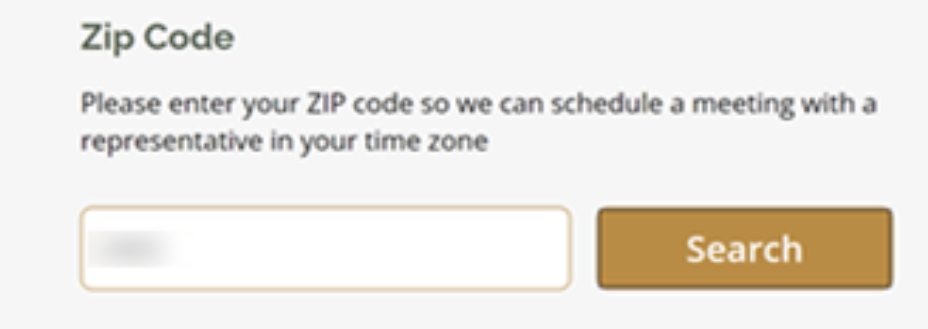 Zip Code
Please enter your ZIP code so we can schedule a meeting with a
representative in your time zone
Search